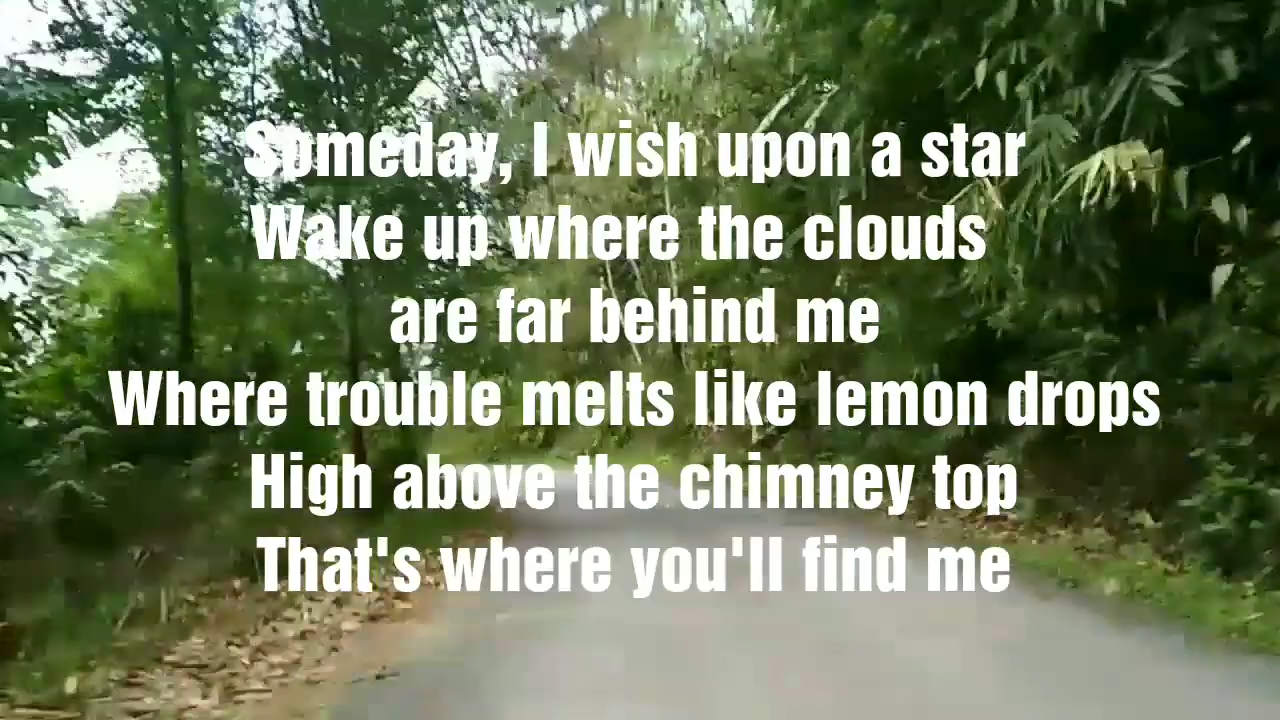 Someday, I wish upon a star
Wake up where the clouds
are far behind me
Where trouble melts like lemon drops
High above the chimney top
That's where you'll find me